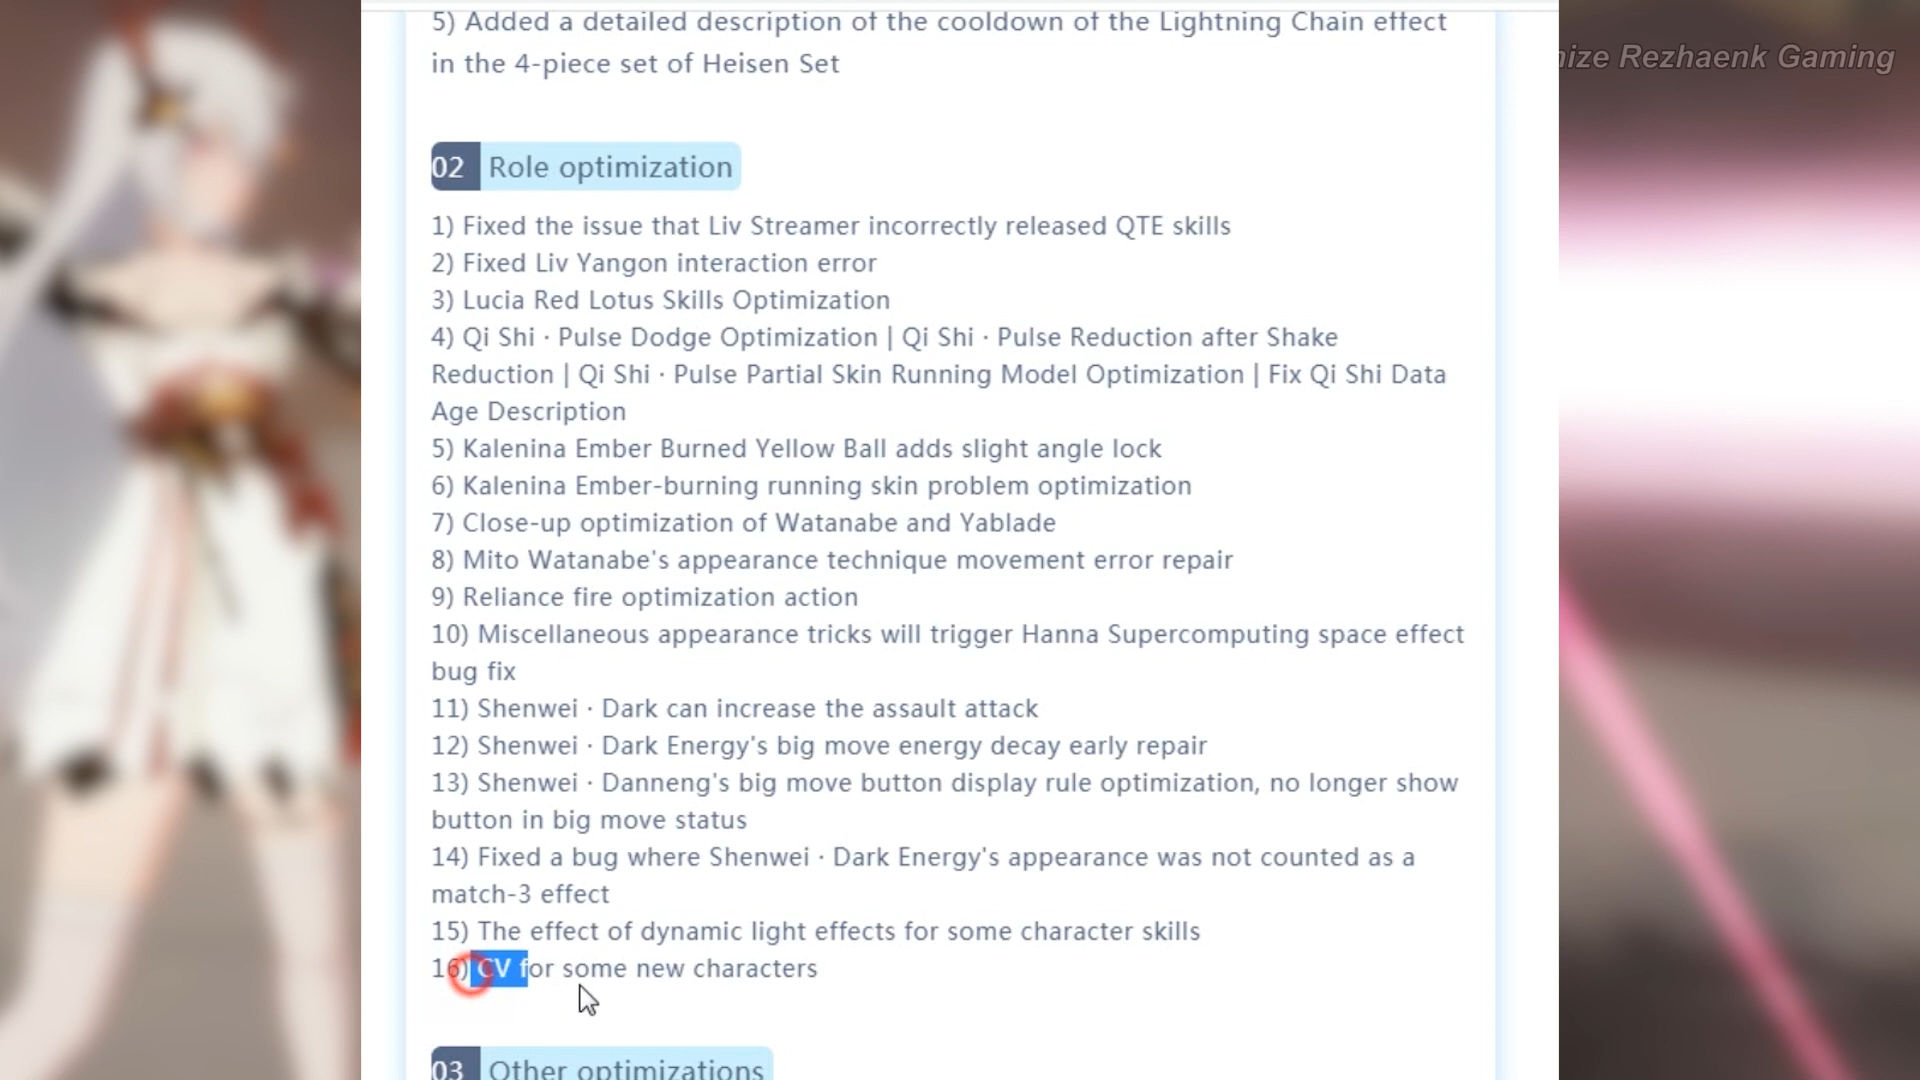 5) Added a detailed description of the cooldown of the Lightning Chain effect
in the 4-piece set of Heisen Set
Rezhaenk Gaming
02 Role optimization
1) Fixed the issue that Liv Streamer incorrectly released QTE skills
2) Fixed Liv Yangon interaction error
3) Lucia Red Lotus Skills Optimization
4) Qi Shi · Pulse Dodge Optimization | Qi Shi · Pulse Reduction after Shake
Reduction | Qi Shi · Pulse Partial Skin Running Model Optimization | Fix Qi Shi Data
Age Description
5) Kalenina Ember Burned Yellow Ball adds slight angle lock
6) Kalenina Ember-burning running skin problem optimization
7) Close-up optimization of Watanabe and Yablade
8) Mito Watanabe's appearance technique movement error repair
9) Reliance fire optimization action
10) Miscellaneous appearance tricks will trigger Hanna Supercomputing space effect
bug fix
11) Shenwei · Dark can increase the assault attack
12) Shenwei · Dark Energy's big move energy decay early repair
13) Shenwei · Danneng's big move button display rule optimization, no longer show
button in big move status
14) Fixed a bug where Shenwei · Dark Energy's appearance was not counted as a
match-3 effect
15) The effect of dynamic light effects for some character skills
16) CV for some new characters
03 Other optimizations